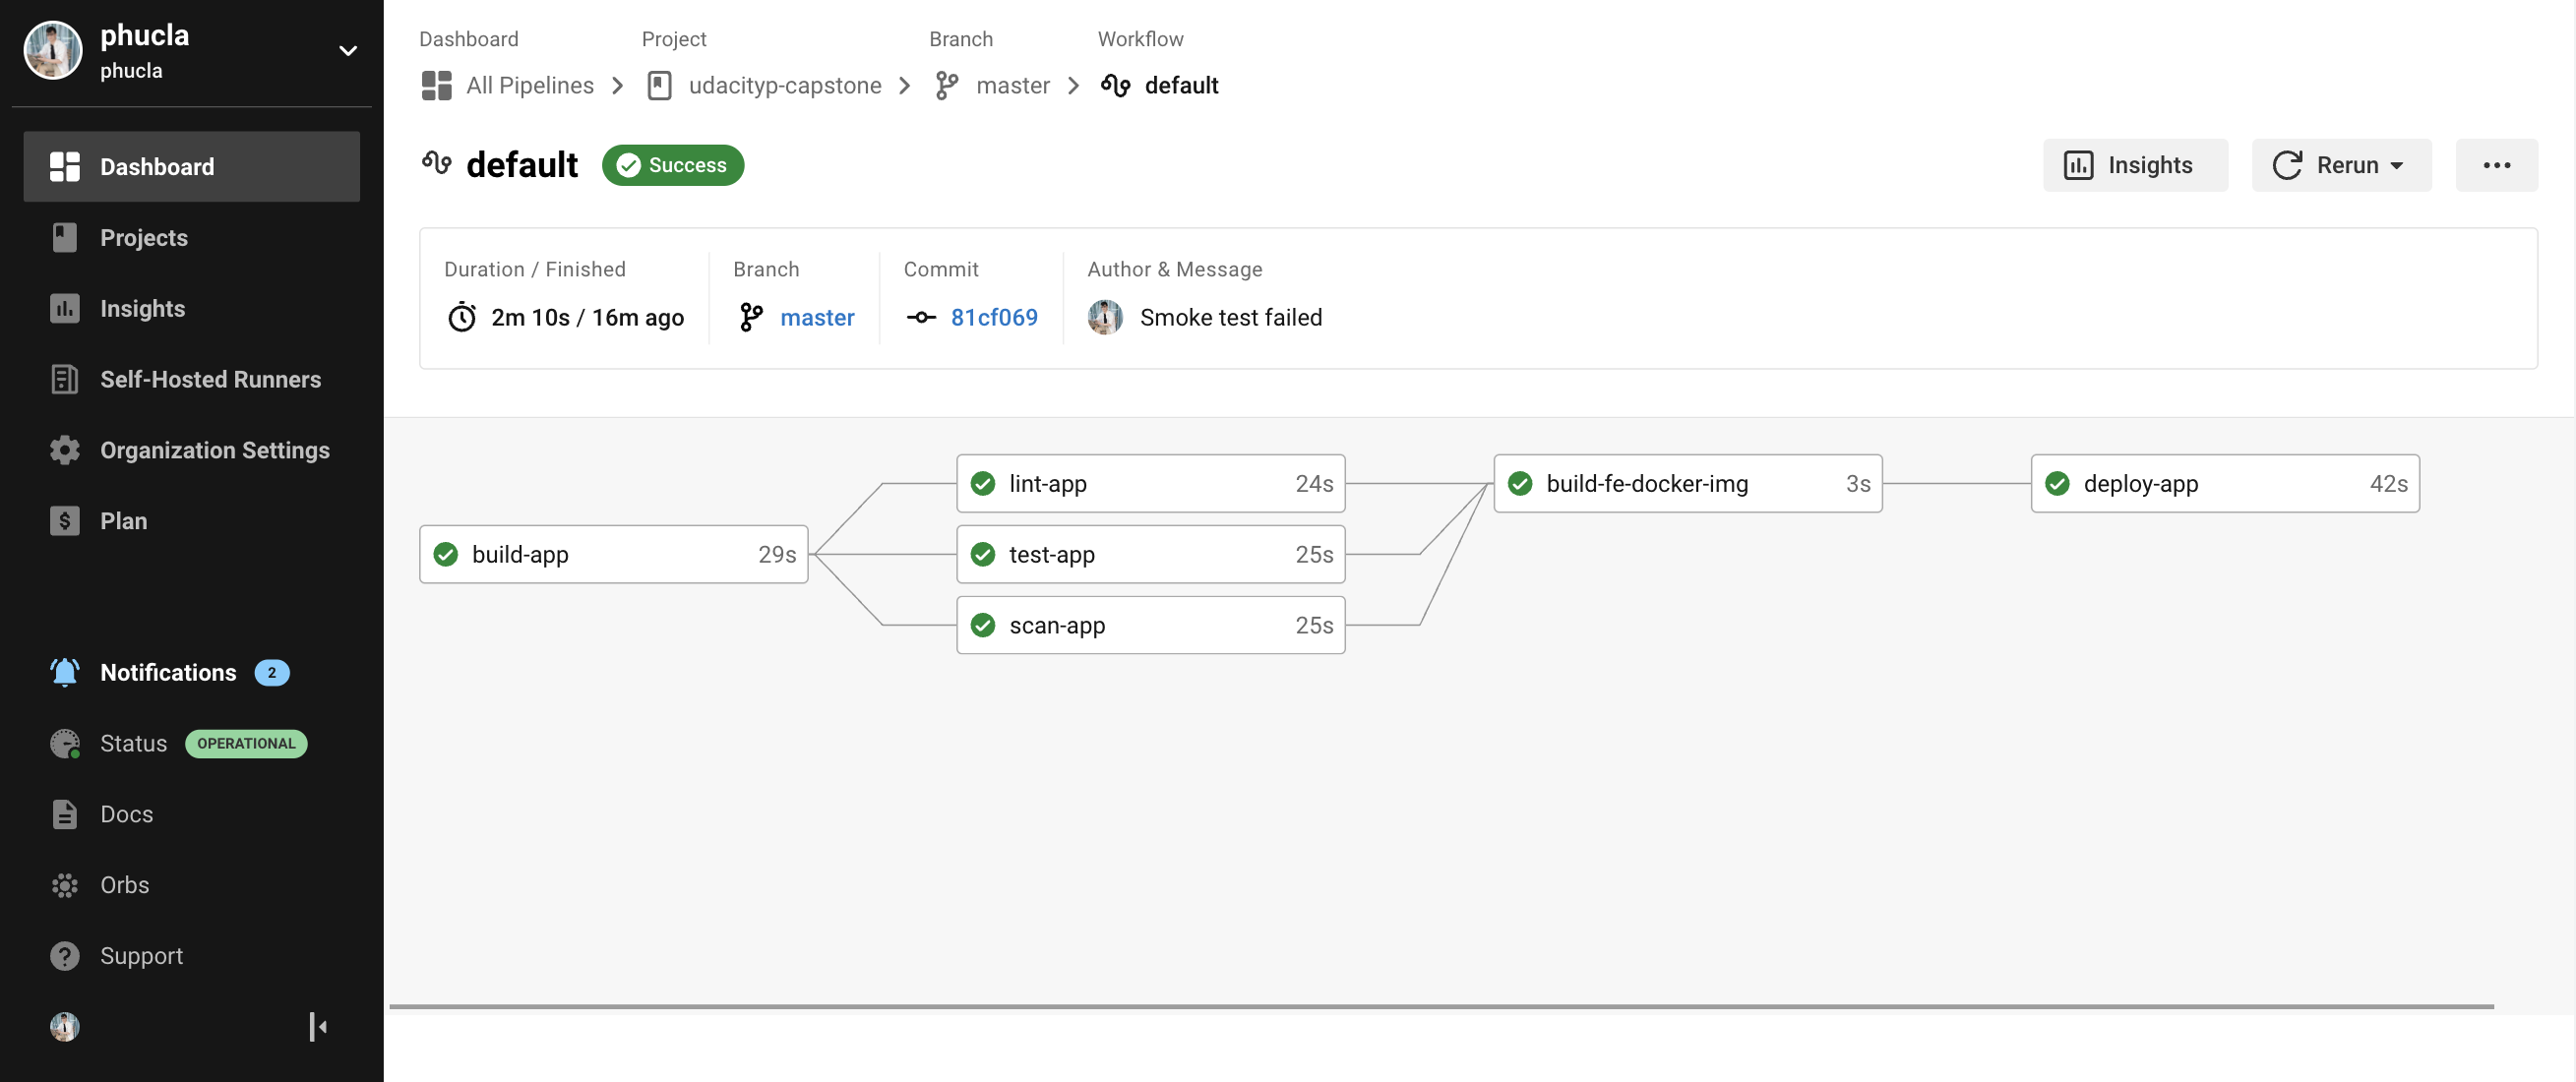 phucla
phucla
Dashboard
Projects
Insights
Self-Hosted Runners
Organization Settings
Plan
Notifications 2
Status OPERATIONAL
Docs
Orbs
Support
Dashboard Project Branch Workflow
All Pipelines udacityp-capstone master default
default Success Insights Rerun
Duration / Finished Branch Commit Author & Message
2m 10s / 16m ago master 81cf069 Smoke test failed
lint-app 24s build-fe-docker-img 3s deploy-app 42s
build-app 29s test-app 25s
scan-app 25s